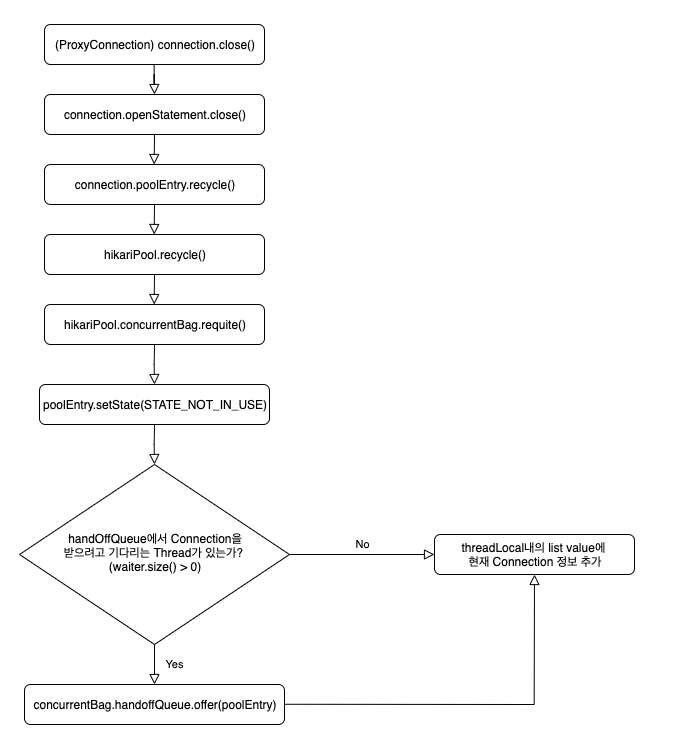 (ProxyConnection) connection.close()
connection.openStatement.close()
connection.poolEntry.recycle()
hikariPool.recycle()
hikariPool.concurrentBag.requite()
poolEntry.setState(STATE_NOT_IN_USE)
handOffQueue에서 Connection을
받으려고 기다리는 Thread가 있는가?
(waiter.size() > 0)
No
threadLocal내의 list value에
현재 Connection 정보 추가
Yes
concurrentBag.handoffQueue.offer(poolEntry)